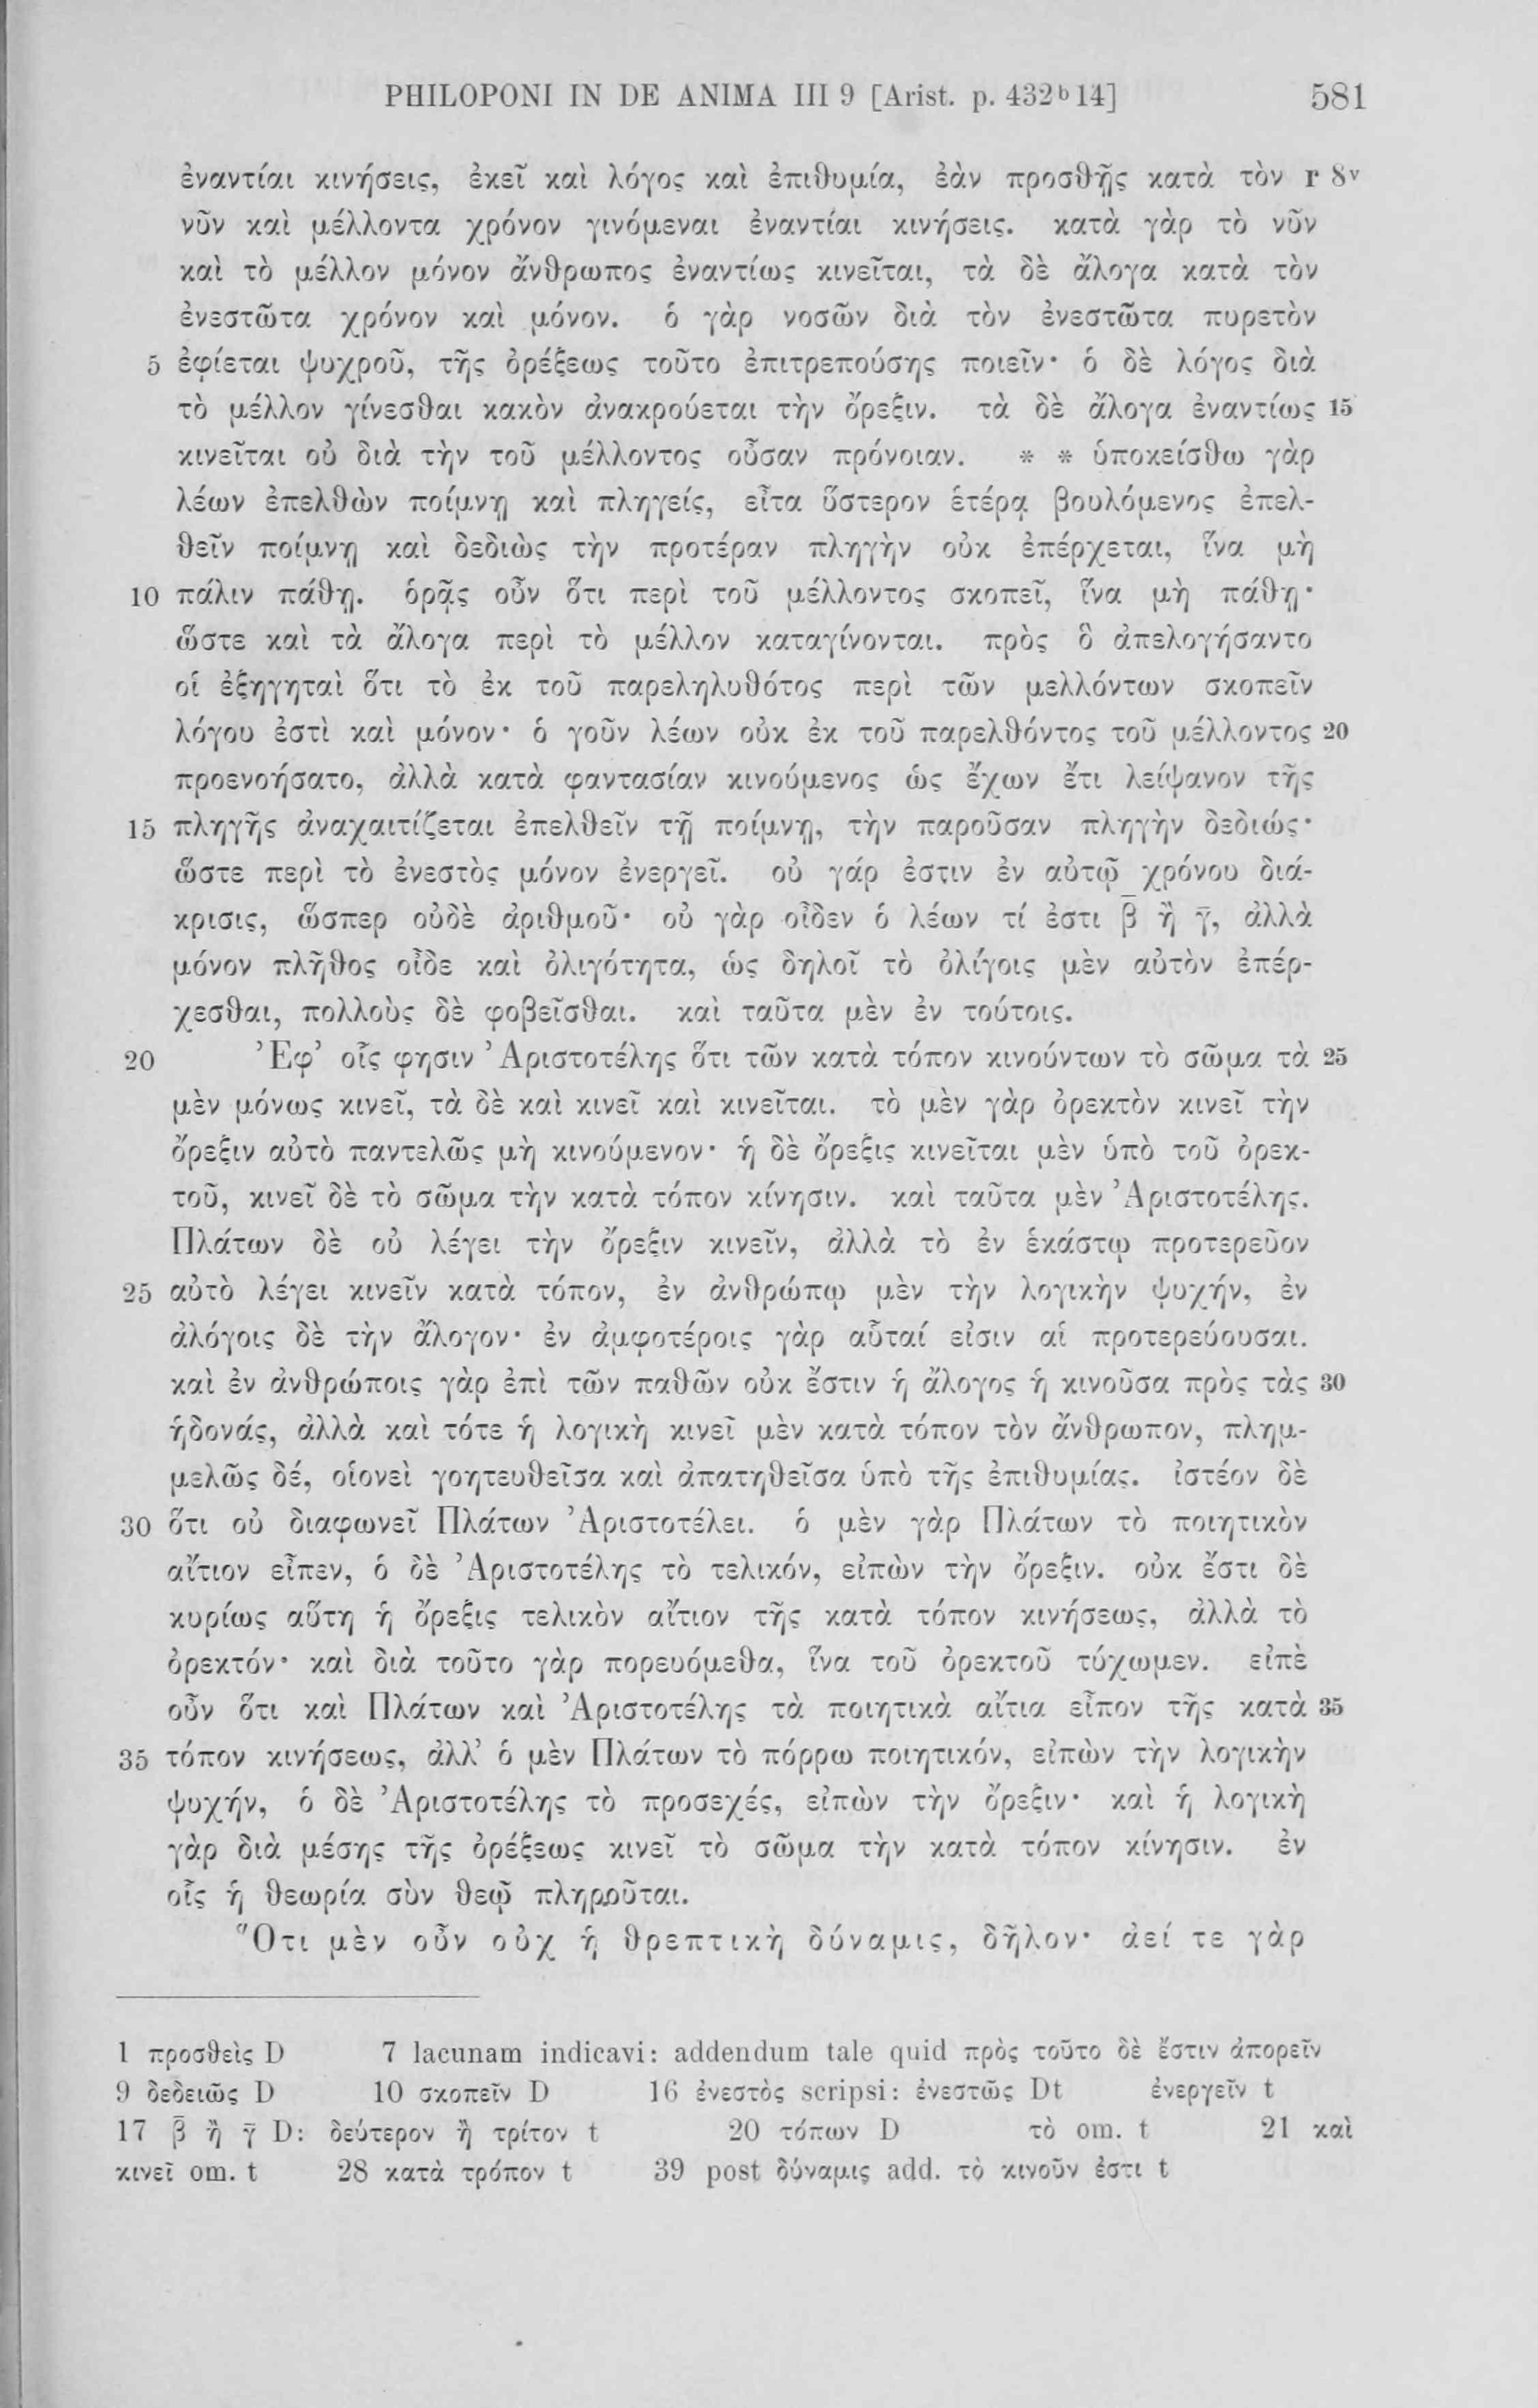 PHILOPONI IN DE ANIMA III 9 [Arist. p. 432b14] 581
ἐναντίαι κινήσεις, ἐκεῖ καὶ λόγος καὶ ἐπιθυμία, ἐὰν προσθῇς κατὰ τὸν r 8v
νῦν καὶ μέλλοντα χρόνον γινόμεναι ἐναντίαι κινήσεις. κατὰ γὰρ τὸ νῦν
καὶ τὸ μέλλον μόνον ἄνθρωπος ἐναντίως κινεῖται, τὰ δὲ ἄλογα κατὰ τὸν
ἐνεστῶτα χρόνον καὶ μόνον. ὁ γὰρ νοσῶν διὰ τὸν ἐνεστῶτα πυρετὸν
5 ἐφίεται ψυχροῦ, τῆς ὀρέξεως τοῦτο ἐπιτρεπούσης ποιεῖν· ὁ δὲ λόγος διὰ
τὸ μέλλον γίνεσθαι κακὸν ἀνακρούεται τὴν ὄρεξιν. τὰ δὲ ἄλογα ἐναντίως 15
κινεῖται οὐ διὰ τὴν τοῦ μέλλοντος οὖσαν πρόνοιαν. * * ὑποκείσθω γὰρ
λέων ἐπελθὼν ποίμνῃ καὶ πληγείς, εἶτα ὕστερον ἑτέρᾳ βουλόμενος ἐπελ-
θεῖν ποίμνῃ καὶ δεδιὼς τὴν προτέραν πληγὴν οὐκ ἐπέρχεται, ἵνα μὴ
10 πάλιν πάθῃ. ὁρᾷς οὖν ὅτι περὶ τοῦ μέλλοντος σκοπεῖ, ἵνα μὴ πάθῃ·
ὥστε καὶ τὰ ἄλογα περὶ τὸ μέλλον καταγίνονται. πρὸς ὃ ἀπελογήσαντο
οἱ ἐξηγηταὶ ὅτι τὸ ἐκ τοῦ παρεληλυθότος περὶ τῶν μελλόντων σκοπεῖν
λόγου ἐστὶ καὶ μόνον· ὁ γοῦν λέων οὐκ ἐκ τοῦ παρελθόντος τοῦ μέλλοντος 20
προενοήσατο, ἀλλὰ κατὰ φαντασίαν κινούμενος ὡς ἔχων ἔτι λείψανον τῆς
15 πληγῆς ἀναχαιτίζεται ἐπελθεῖν τῇ ποίμνῃ, τὴν παροῦσαν πληγὴν δεδιώς·
ὥστε περὶ τὸ ἐνεστὸς μόνον ἐνεργεῖ. οὐ γάρ ἐστιν ἐν αὐτῷ χρόνου διά-
κρισις, ὥσπερ οὐδὲ ἀριθμοῦ· οὐ γὰρ οἶδεν ὁ λέων τί ἐστι β̄ ἢ γ̄, ἀλλὰ
μόνον πλῆθος οἶδε καὶ ὀλιγότητα, ὡς δηλοῖ τὸ ὀλίγοις μὲν αὐτὸν ἐπέρ-
χεσθαι, πολλοὺς δὲ φοβεῖσθαι. καὶ ταῦτα μὲν ἐν τούτοις.
20 Ἐφ’ οἷς φησιν Ἀριστοτέλης ὅτι τῶν κατὰ τόπον κινούντων τὸ σῶμα τὰ 25
μὲν μόνως κινεῖ, τὰ δὲ καὶ κινεῖ καὶ κινεῖται. τὸ μὲν γὰρ ὀρεκτὸν κινεῖ τὴν
ὄρεξιν αὐτὸ παντελῶς μὴ κινούμενον· ἡ δὲ ὄρεξις κινεῖται μὲν ὑπὸ τοῦ ὀρεκ-
τοῦ, κινεῖ δὲ τὸ σῶμα τὴν κατὰ τόπον κίνησιν. καὶ ταῦτα μὲν Ἀριστοτέλης.
Πλάτων δὲ οὐ λέγει τὴν ὄρεξιν κινεῖν, ἀλλὰ τὸ ἐν ἑκάστῳ προτερεῦον
25 αὐτὸ λέγει κινεῖν κατὰ τόπον, ἐν ἀνθρώπῳ μὲν τὴν λογικὴν ψυχήν, ἐν
ἀλόγοις δὲ τὴν ἄλογον· ἐν ἀμφοτέροις γὰρ αὗταί εἰσιν αἱ προτερεύουσαι.
καὶ ἐν ἀνθρώποις γὰρ ἐπὶ τῶν παθῶν οὐκ ἔστιν ἡ ἄλογος ἡ κινοῦσα πρὸς τὰς 30
ἡδονάς, ἀλλὰ καὶ τότε ἡ λογικὴ κινεῖ μὲν κατὰ τόπον τὸν ἄνθρωπον, πλημ-
μελῶς δέ, οἱονεὶ γοητευθεῖσα καὶ ἀπατηθεῖσα ὑπὸ τῆς ἐπιθυμίας. ἰστέον δὲ
30 ὅτι οὐ διαφωνεῖ Πλάτων Ἀριστοτέλει. ὁ μὲν γὰρ Πλάτων τὸ ποιητικὸν
αἴτιον εἶπεν, ὁ δὲ Ἀριστοτέλης τὸ τελικόν, εἰπὼν τὴν ὄρεξιν. οὐκ ἔστι δὲ
κυρίως αὕτη ἡ ὄρεξις τελικὸν αἴτιον τῆς κατὰ τόπον κινήσεως, ἀλλὰ τὸ
ὀρεκτόν· καὶ διὰ τοῦτο γὰρ πορευόμεθα, ἵνα τοῦ ὀρεκτοῦ τύχωμεν. εἰπὲ
οὖν ὅτι καὶ Πλάτων καὶ Ἀριστοτέλης τὰ ποιητικὰ αἴτια εἶπον τῆς κατὰ 35
35 τόπον κινήσεως, ἀλλ’ ὁ μὲν Πλάτων τὸ πόρρω ποιητικόν, εἰπὼν τὴν λογικὴν
ψυχήν, ὁ δὲ Ἀριστοτέλης τὸ προσεχές, εἰπὼν τὴν ὄρεξιν· καὶ ἡ λογικὴ
γὰρ διὰ μέσης τῆς ὀρέξεως κινεῖ τὸ σῶμα τὴν κατὰ τόπον κίνησιν. ἐν
οἷς ἡ θεωρία σὺν θεῷ πληροῦται.
Ὅτι μὲν οὖν οὐχ ἡ θρεπτικὴ δύναμις, δῆλον· ἀεί τε γὰρ
1 προσθεὶς D 7 lacunam indicavi: addendum tale quid πρὸς τοῦτο δὲ ἔστιν ἀπορεῖν
9 δεδειῶς D 10 σκοπεῖν D 16 ἐνεστὸς scripsi: ἐνεστῶς Dt ἐνεργεῖν t
17 β̄ ἢ γ̄ D: δεύτερον ἢ τρίτον t 20 τόπων D τὸ om. t 21 καὶ
κινεῖ om. t 28 κατὰ τρόπον t 39 post δύναμις add. τὸ κινοῦν ἐστι t